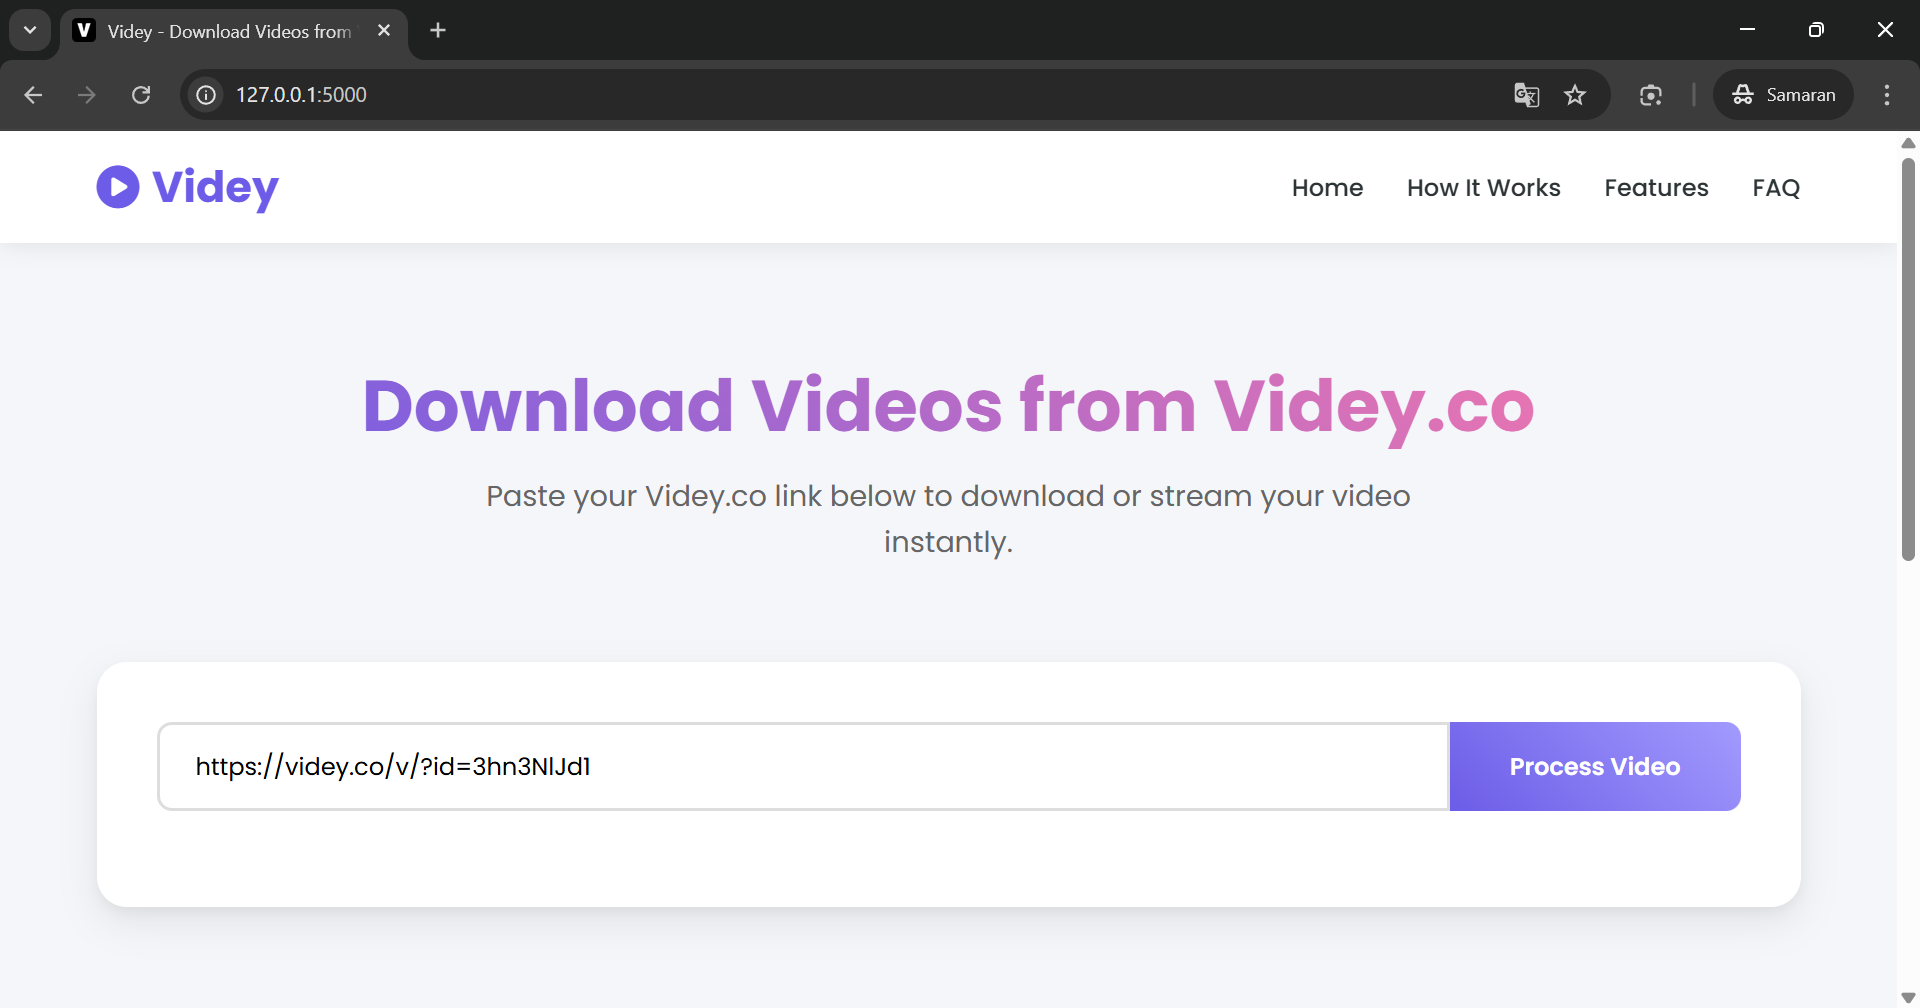 Videy - Download Videos from
127.0.0.1:5000
Samaran
Videy
Home
How It Works
Features
FAQ
Download Videos from Videy.co
Paste your Videy.co link below to download or stream your video
instantly.
https://videy.co/v/?id=3hn3NlJd1
Process Video